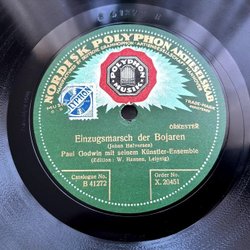 NORDISK POLYPHON AKTIESELSKAB
POLYPHON
MUSIK
TRADE-MARK
ORKESTER
Einzugsmarsch der Bojaren
(Johan Halvorsen)
Paul Godwin mit seinem Künstler-Ensemble
(Edition: W. Hansen, Leipzig)
Catalogue No.
B 41272
Order No.
X. 20451